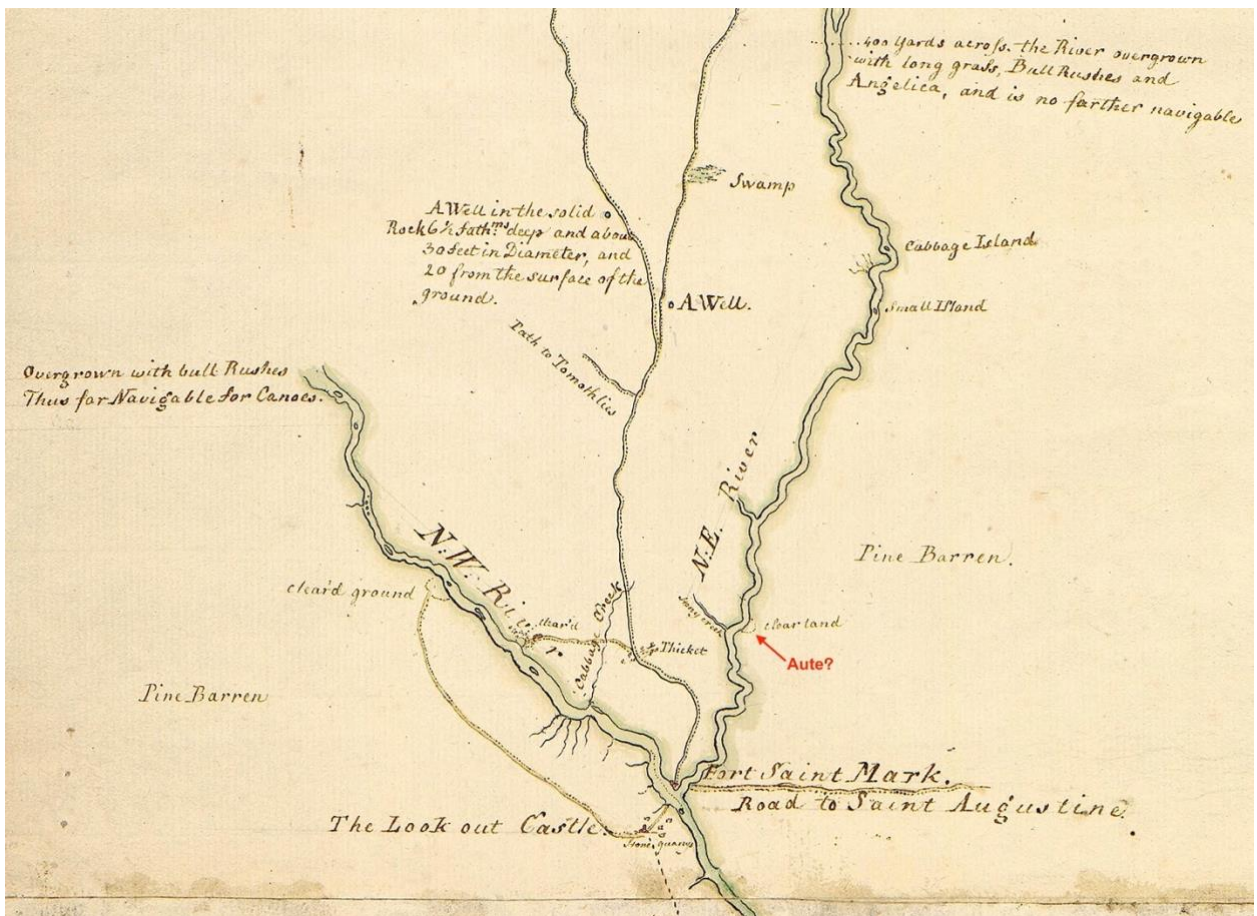 400 Yards across the River overgrown
with long grass, Bull Rushes and
Angelica, and is no farther navigable
Swamp
A Well in the solid
Rock 6½ fath.ms deep and about
30 feet in Diameter, and
20 from the surface of the
ground.
Cabbage Island
A Well.
Small Island
Path to Tomothlus
Overgrown with bull Rushes
Thus far Navigable for Canoes.
N.E. River
N.W. River
Pine Barren.
Clear'd ground
Clear'd
Cabbage Creek
Thicket
clear land
Aute?
Pine Barren
Fort Saint Mark.
Road to Saint Augustine.
The Look out Castle.
Stone quarry